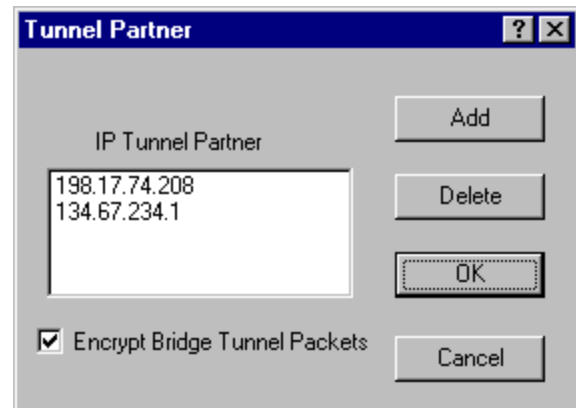 Tunnel Partner
IP Tunnel Partner
198.17.74.208
134.67.234.1
Encrypt Bridge Tunnel Packets
Add
Delete
OK
Cancel